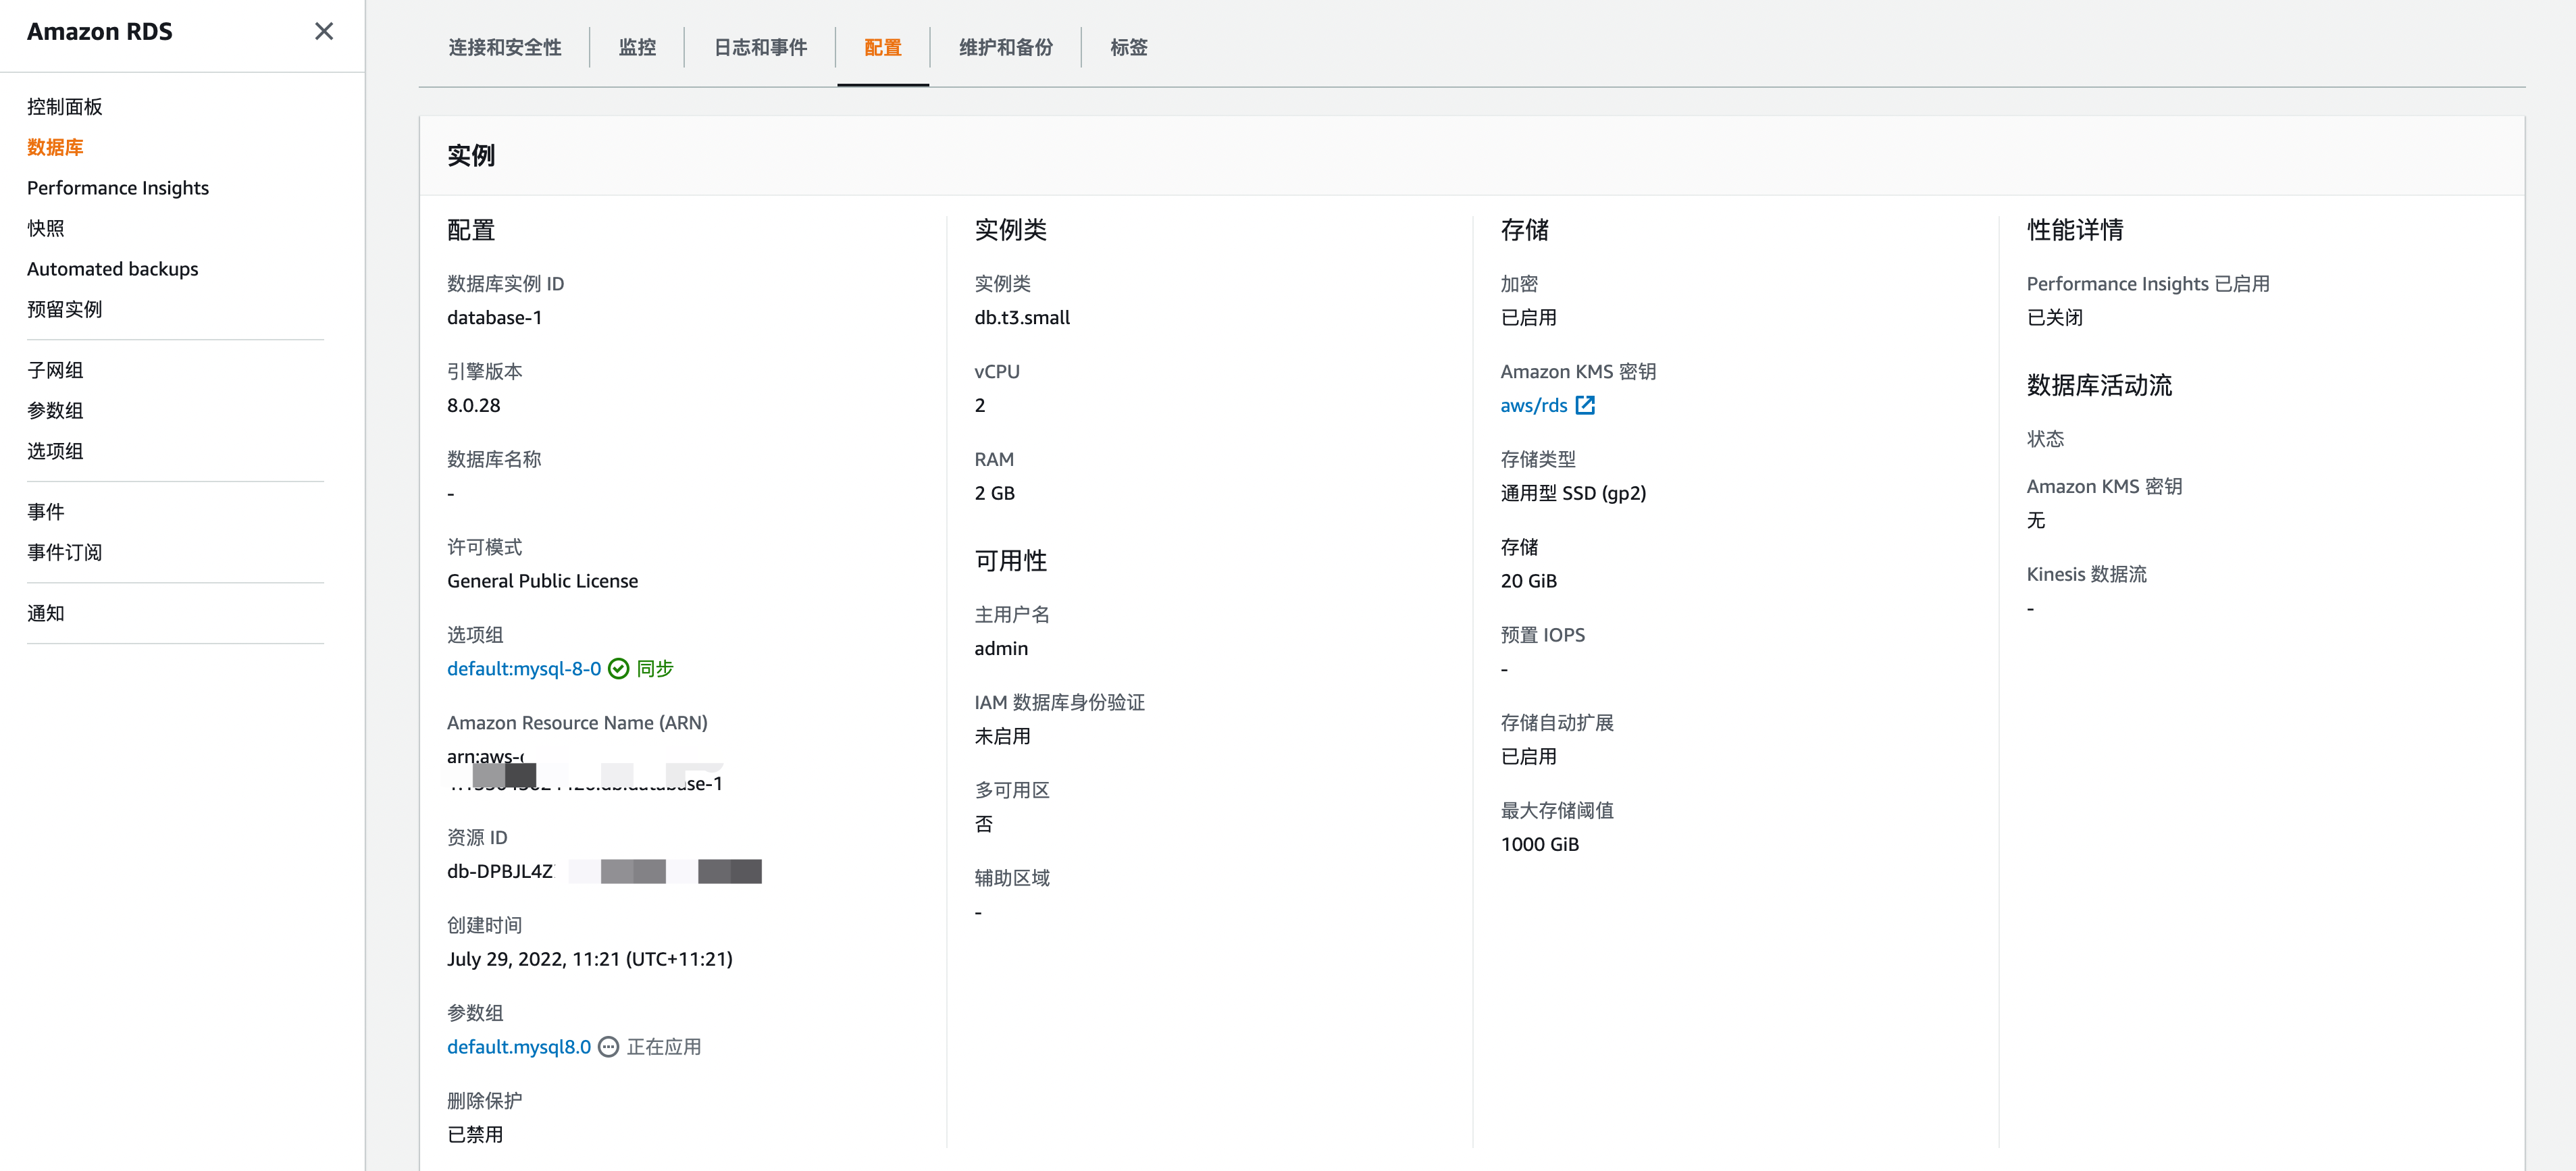 Amazon RDS
控制面板
数据库
Performance Insights
快照
Automated backups
预留实例
子网组
参数组
选项组
事件
事件订阅
通知
连接和安全性
监控
日志和事件
配置
维护和备份
标签
实例
配置
数据库实例 ID
database-1
引擎版本
8.0.28
数据库名称
-
许可模式
General Public License
选项组
default:mysql-8-0 同步
Amazon Resource Name (ARN)
arn:aws-
se-1
资源 ID
db-DPBJL4Z
创建时间
July 29, 2022, 11:21 (UTC+11:21)
参数组
default.mysql8.0 正在应用
删除保护
已禁用
实例类
实例类
db.t3.small
vCPU
2
RAM
2 GB
可用性
主用户名
admin
IAM 数据库身份验证
未启用
多可用区
否
辅助区域
-
存储
加密
已启用
Amazon KMS 密钥
aws/rds
存储类型
通用型 SSD (gp2)
存储
20 GiB
预置 IOPS
-
存储自动扩展
已启用
最大存储阈值
1000 GiB
性能详情
Performance Insights 已启用
已关闭
数据库活动流
状态
Amazon KMS 密钥
无
Kinesis 数据流
-